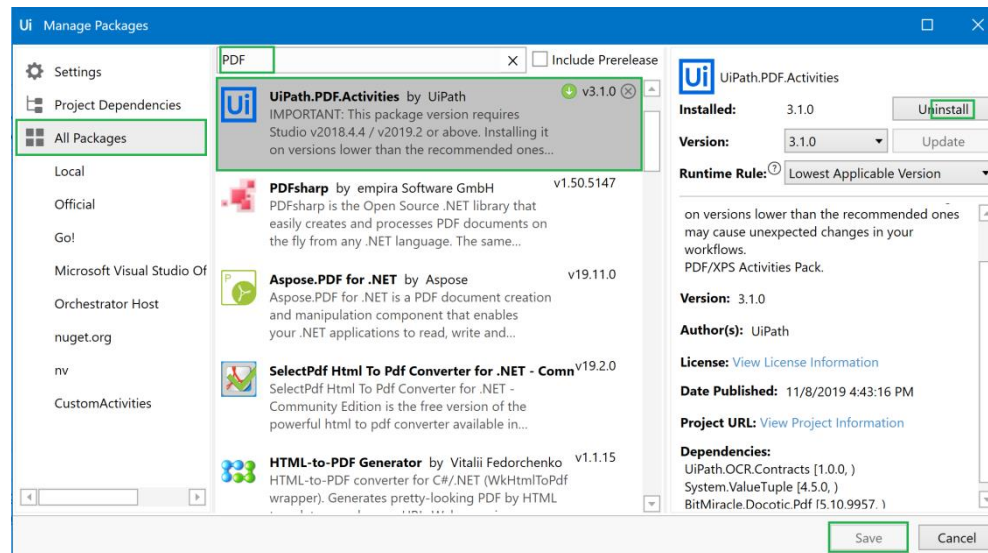 Ui Manage Packages
Settings
Project Dependencies
All Packages
Local
Official
Go!
Microsoft Visual Studio Of
Orchestrator Host
nuget.org
nv
CustomActivities
PDF
Include Prerelease
Ui
UiPath.PDF.Activities by UiPath v3.1.0
IMPORTANT: This package version requires
Studio v2018.4.4 / v2019.2 or above. Installing it
on versions lower than the recommended ones...
PDFsharp by empira Software GmbH v1.50.5147
PDFsharp is the Open Source .NET library that
easily creates and processes PDF documents on
the fly from any .NET language. The same...
Aspose.PDF for .NET by Aspose v19.11.0
Aspose.PDF for .NET is a PDF document creation
and manipulation component that enables
your .NET applications to read, write and...
SelectPdf Html To Pdf Converter for .NET - Comn v19.2.0
SelectPdf Html To Pdf Converter for .NET -
Community Edition is the free version of the
powerful html to pdf converter available in...
HTML-to-PDF Generator by Vitalii Fedorchenko v1.1.15
HTML-to-PDF converter for C#/.NET (WkHtmlToPdf
wrapper). Generates pretty-looking PDF by HTML
Ui UiPath.PDF.Activities
Installed: 3.1.0 Uninstall
Version: 3.1.0 Update
Runtime Rule: ? Lowest Applicable Version
on versions lower than the recommended ones
may cause unexpected changes in your
workflows.
PDF/XPS Activities Pack.
Version: 3.1.0
Author(s): UiPath
License: View License Information
Date Published: 11/8/2019 4:43:16 PM
Project URL: View Project Information
Dependencies:
UiPath.OCR.Contracts [1.0.0, )
System.ValueTuple [4.5.0, )
BitMiracle.Docotic.Pdf [5.10.9957, )
Save Cancel